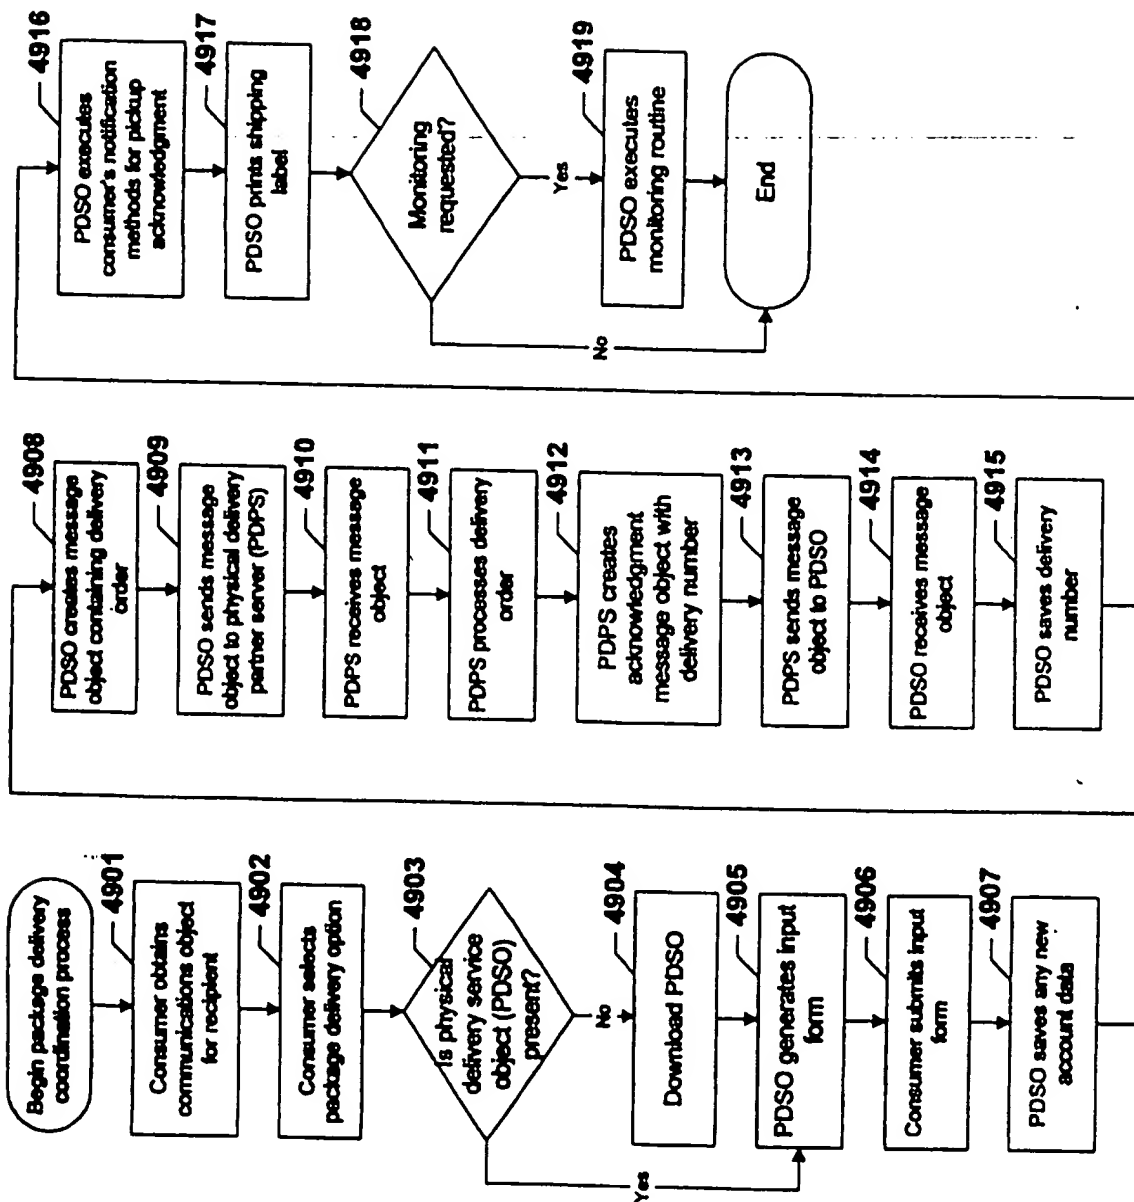 Begin package delivery
coordination process
4901
Consumer obtains
communications object
for recipient
4902
Consumer selects
package delivery option
4903
Is physical
delivery service
object (PDSO)
present?
Yes
No
4904
Download PDSO
4905
PDSO generates input
form
4906
Consumer submits input
form
4907
PDSO saves any new
account data
4908
PDSO creates message
object containing delivery
order
4909
PDSO sends message
object to physical delivery
partner server (PDPS)
4910
PDPS receives message
object
4911
PDPS processes delivery
order
4912
PDPS creates
acknowledgment
message object with
delivery number
4913
PDPS sends message
object to PDSO
4914
PDSO receives message
object
4915
PDSO saves delivery
number
4916
PDSO executes
consumer's notification
methods for pickup
acknowledgment
4917
PDSO prints shipping
label
4918
Monitoring
requested?
No
Yes
4919
PDSO executes
monitoring routine
End